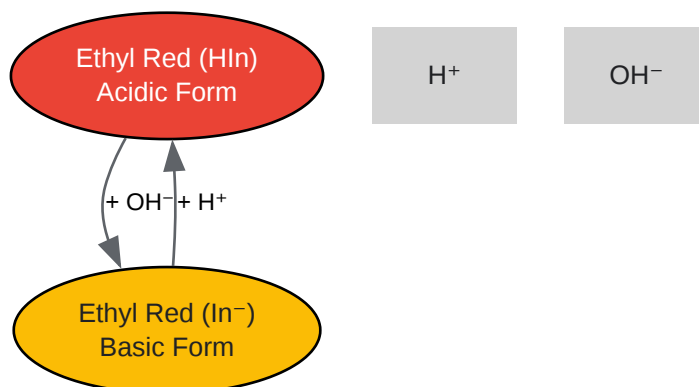 Ethyl Red (HIn)
Acidic Form
H⁺
OH⁻
+ OH⁻
+ H⁺
Ethyl Red (In⁻)
Basic Form